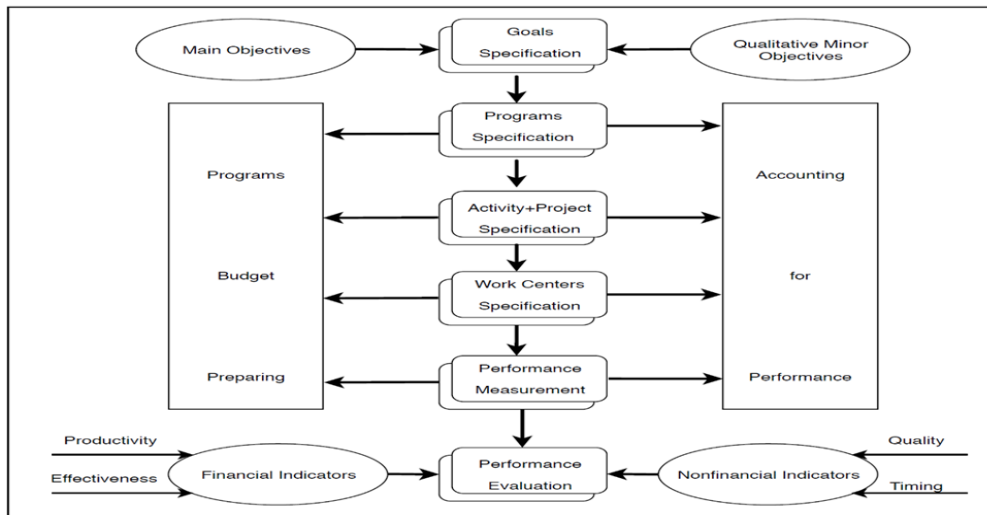 Main Objectives
Goals
Specification
Qualitative Minor
Objectives
Programs
Specification
Programs
Accounting
Activity+Project
Specification
Budget
for
Work Centers
Specification
Preparing
Performance
Performance
Measurement
Productivity
Quality
Effectiveness
Financial Indicators
Performance
Evaluation
Nonfinancial Indicators
Timing